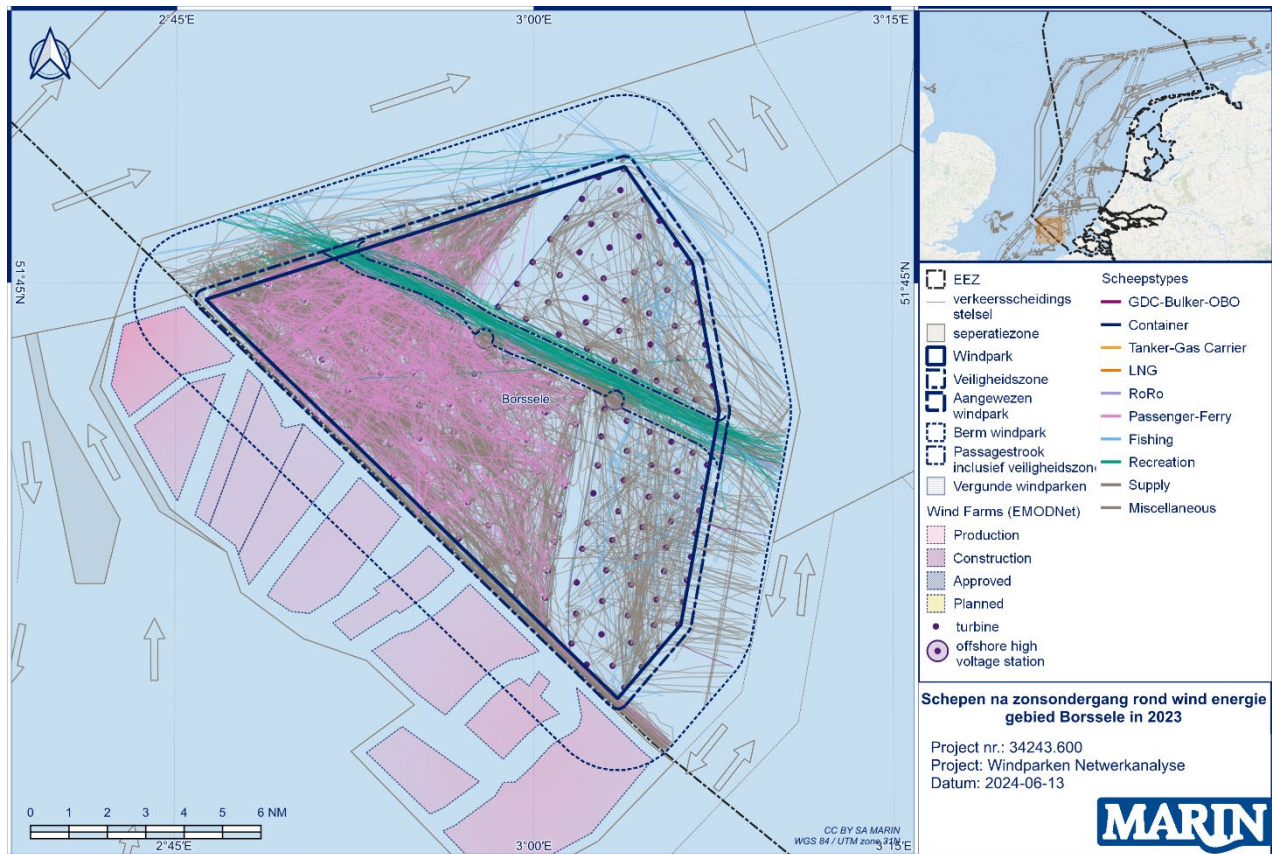 2°45'E
3°00'E
3°15'E
51°45'N
51°45'N
Borssele
0 1 2 3 4 5 6 NM
CC BY SA MARIN
WGS 84 / UTM zone 31N
2°45'E
3°00'E
3°15'E
EEZ
verkeersscheidings
stelsel
seperatiezone
Windpark
Veiligheidszone
Aangewezen
windpark
Berm windpark
Passagestrook
inclusief veiligheidszone
Vergunde windparken
Wind Farms (EMODNet)
Production
Construction
Approved
Planned
turbine
offshore high
voltage station
Scheepstypes
GDC-Bulker-OBO
Container
Tanker-Gas Carrier
LNG
RoRo
Passenger-Ferry
Fishing
Recreation
Supply
Miscellaneous
Schepen na zonsondergang rond wind energie
gebied Borssele in 2023
Project nr.: 34243.600
Project: Windparken Netwerkanalyse
Datum: 2024-06-13
MARIN